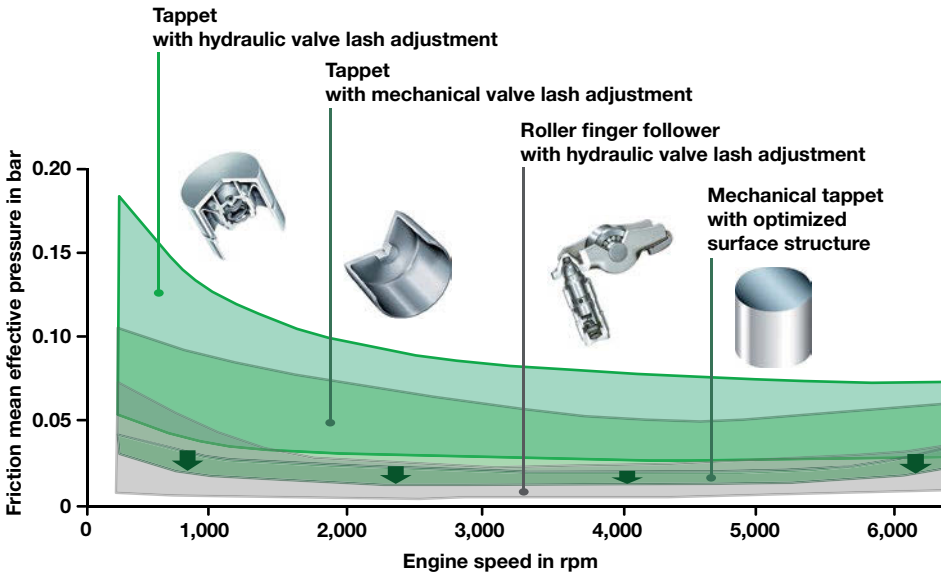 Tappet
with hydraulic valve lash adjustment
Tappet
with mechanical valve lash adjustment
Roller finger follower
with hydraulic valve lash adjustment
Mechanical tappet
with optimized
surface structure
Friction mean effective pressure in bar
0.20
0.15
0.10
0.05
0
0
1,000
2,000
3,000
4,000
5,000
6,000
Engine speed in rpm